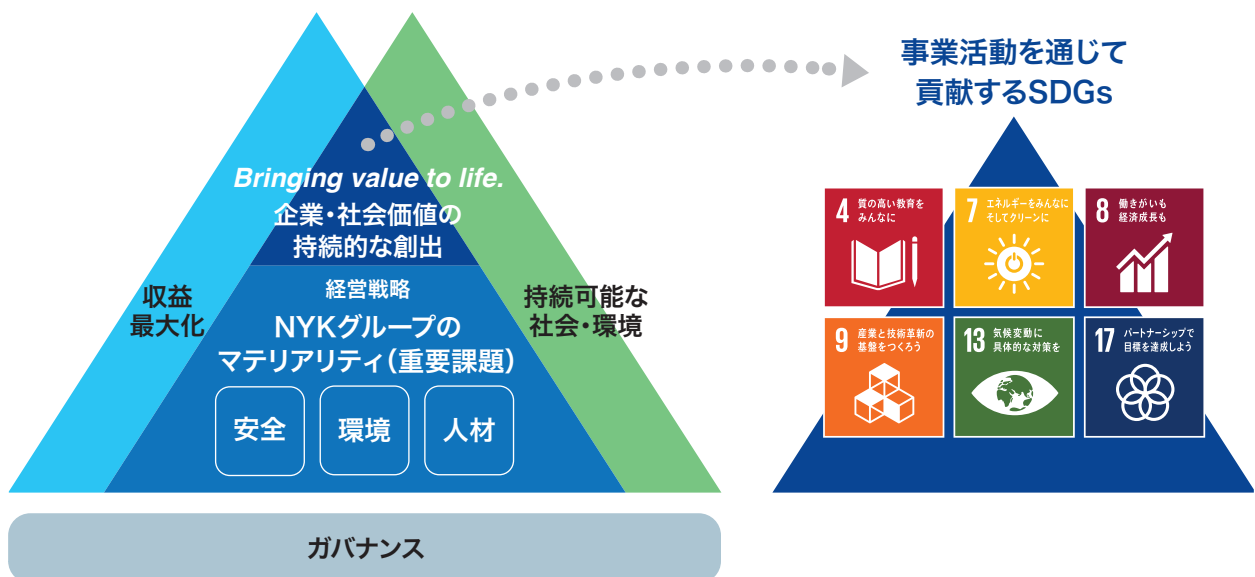 Bringing value to life.
企業・社会価値の
持続的な創出
収益
最大化
経営戦略
NYKグループの
マテリアリティ(重要課題)
安全
環境
人材
持続可能な
社会・環境
ガバナンス
事業活動を通じて
貢献するSDGs
4 質の高い教育を
みんなに
7 エネルギーをみんなに
そしてクリーンに
8 働きがいも
経済成長も
9 産業と技術革新の
基盤をつくろう
13 気候変動に
具体的な対策を
17 パートナーシップで
目標を達成しよう